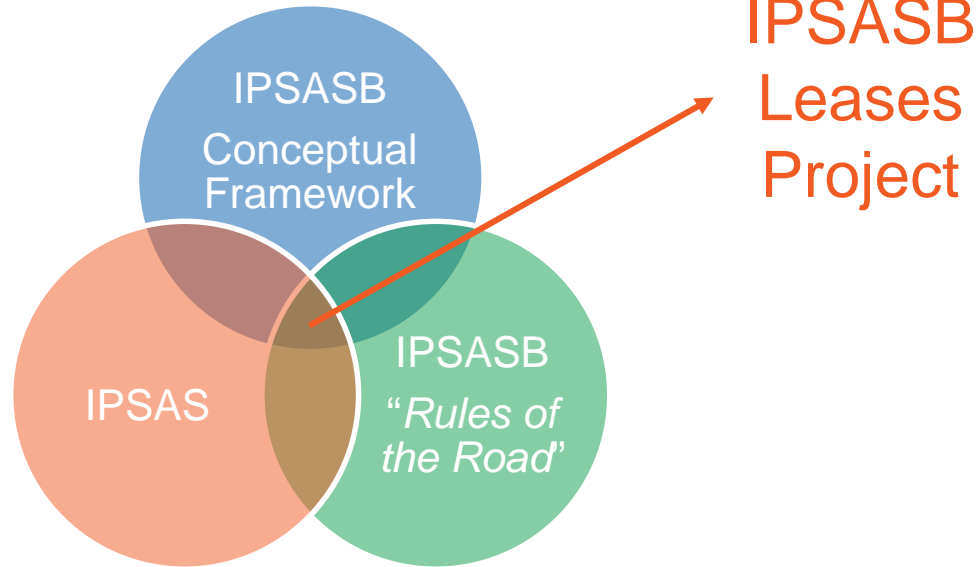 IPSASB
Conceptual
Framework
IPSAS
IPSASB
“Rules of
the Road”
IPSASB
Leases
Project